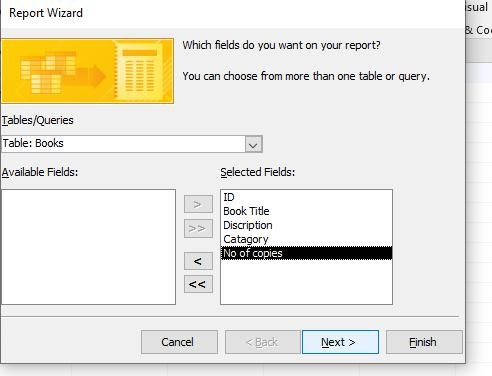 Report Wizard
isual
& Coo
Which fields do you want on your report?
You can choose from more than one table or query.
Tables/Queries
Table: Books
Available Fields:
Selected Fields:
ID
Book Title
Discription
Catagory
No of copies
>
>>
<
<<
Cancel
< Back
Next >
Finish